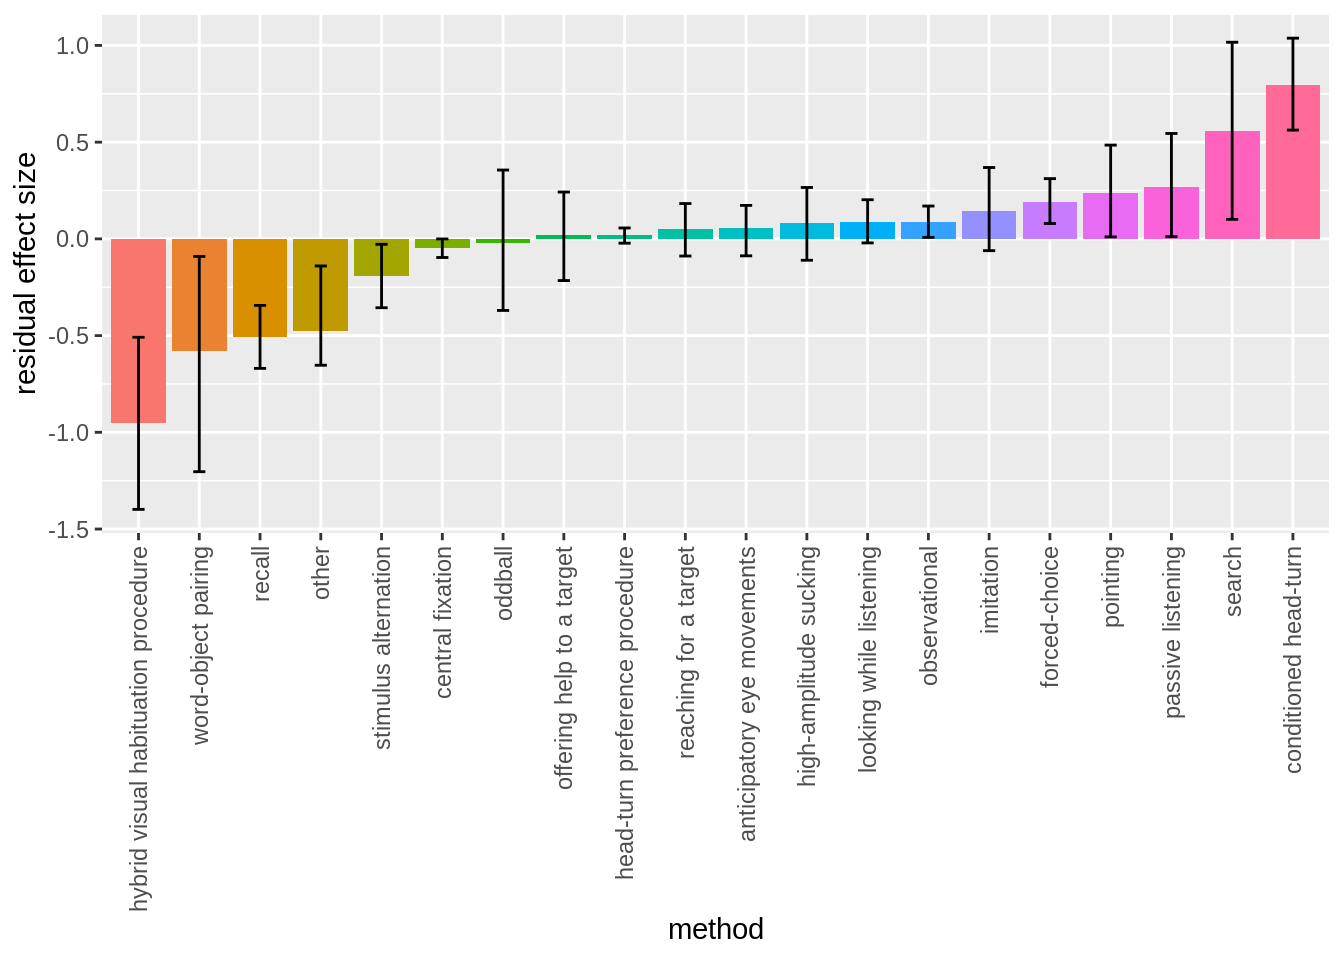 1.0
0.5
0.0
-0.5
-1.0
-1.5
residual effect size
hybrid visual habituation procedure
word-object pairing
recall
other
stimulus alternation
central fixation
oddball
offering help to a target
head-turn preference procedure
reaching for a target
anticipatory eye movements
high-amplitude sucking
looking while listening
observational
imitation
forced-choice
pointing
passive listening
search
conditioned head-turn
method